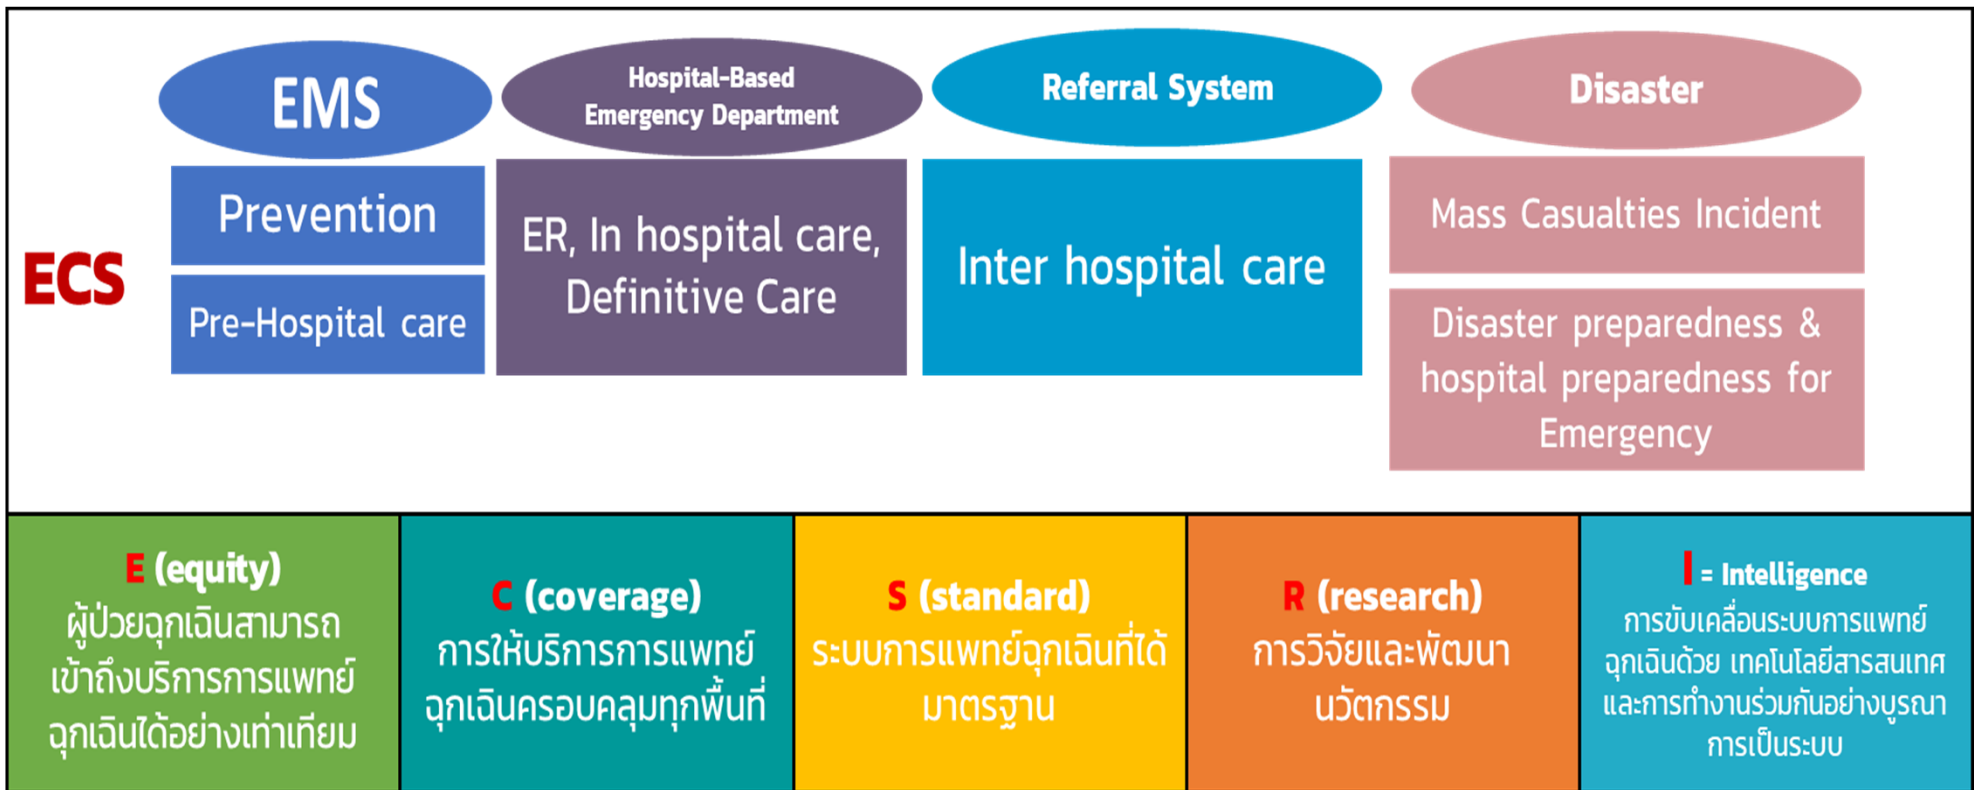 EMS
Hospital-Based
Emergency Department
Referral System
Disaster
ECS
Prevention
Pre-Hospital care
ER, In hospital care,
Definitive Care
Inter hospital care
Mass Casualties Incident
Disaster preparedness &
hospital preparedness for
Emergency
E (equity)
ผู้ป่วยฉุกเฉินสามารถ
เข้าถึงบริการการแพทย์
ฉุกเฉินได้อย่างเท่าเทียม
C (coverage)
การให้บริการการแพทย์
ฉุกเฉินครอบคลุมทุกพื้นที่
S (standard)
ระบบการแพทย์ฉุกเฉินที่ได้
มาตรฐาน
R (research)
การวิจัยและพัฒนา
นวัตกรรม
I = Intelligence
การขับเคลื่อนระบบการแพทย์
ฉุกเฉินด้วย เทคโนโลยีสารสนเทศ
และการทำงานร่วมกันอย่างบูรณา
การเป็นระบบ